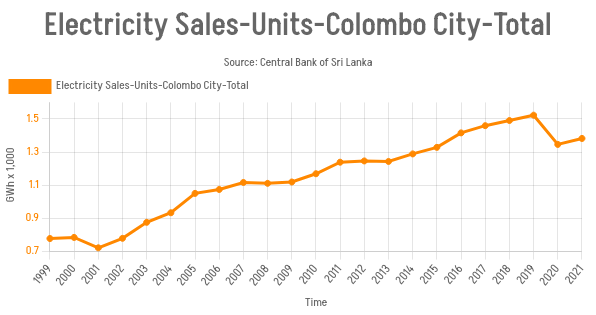 Electricity Sales-Units-Colombo City-Total
Source: Central Bank of Sri Lanka
Electricity Sales-Units-Colombo City-Total
GWh x 1,000
1.5
1.3
1.1
0.9
0.7
1999 2000 2001 2002 2003 2004 2005 2006 2007 2008 2009 2010 2011 2012 2013 2014 2015 2016 2017 2018 2019 2020 2021
Time